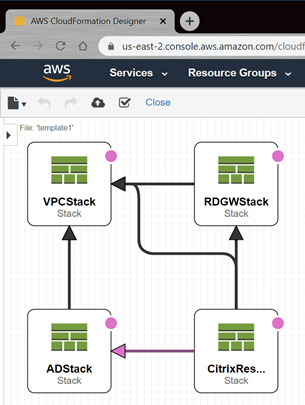 AWS CloudFormation Designer
us-east-2.console.aws.amazon.com/cloudf
aws
Services
Resource Groups
Close
File: 'template1'
VPCStack
Stack
RDGWStack
Stack
ADStack
Stack
CitrixRes...
Stack